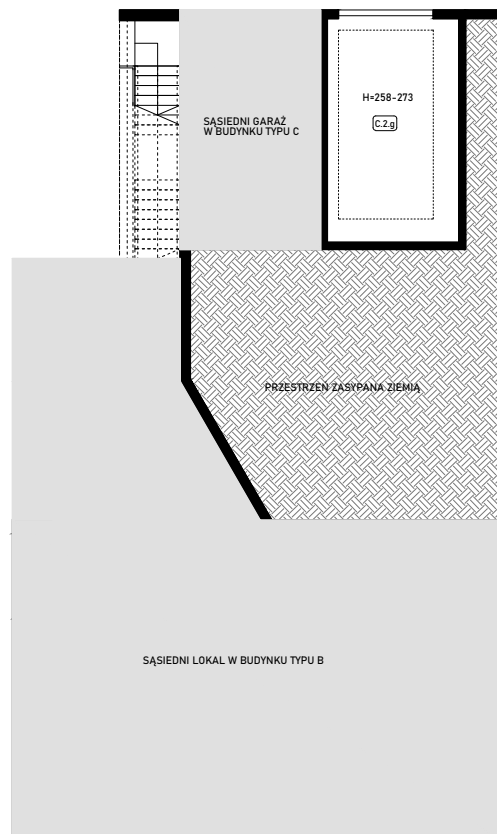 H=258-273
C.2.g
SĄSIEDNI GARAŻ
W BUDYNKU TYPU C
PRZESTRZEŃ ZASYPANA ZIEMIĄ
SĄSIEDNI LOKAL W BUDYNKU TYPU B